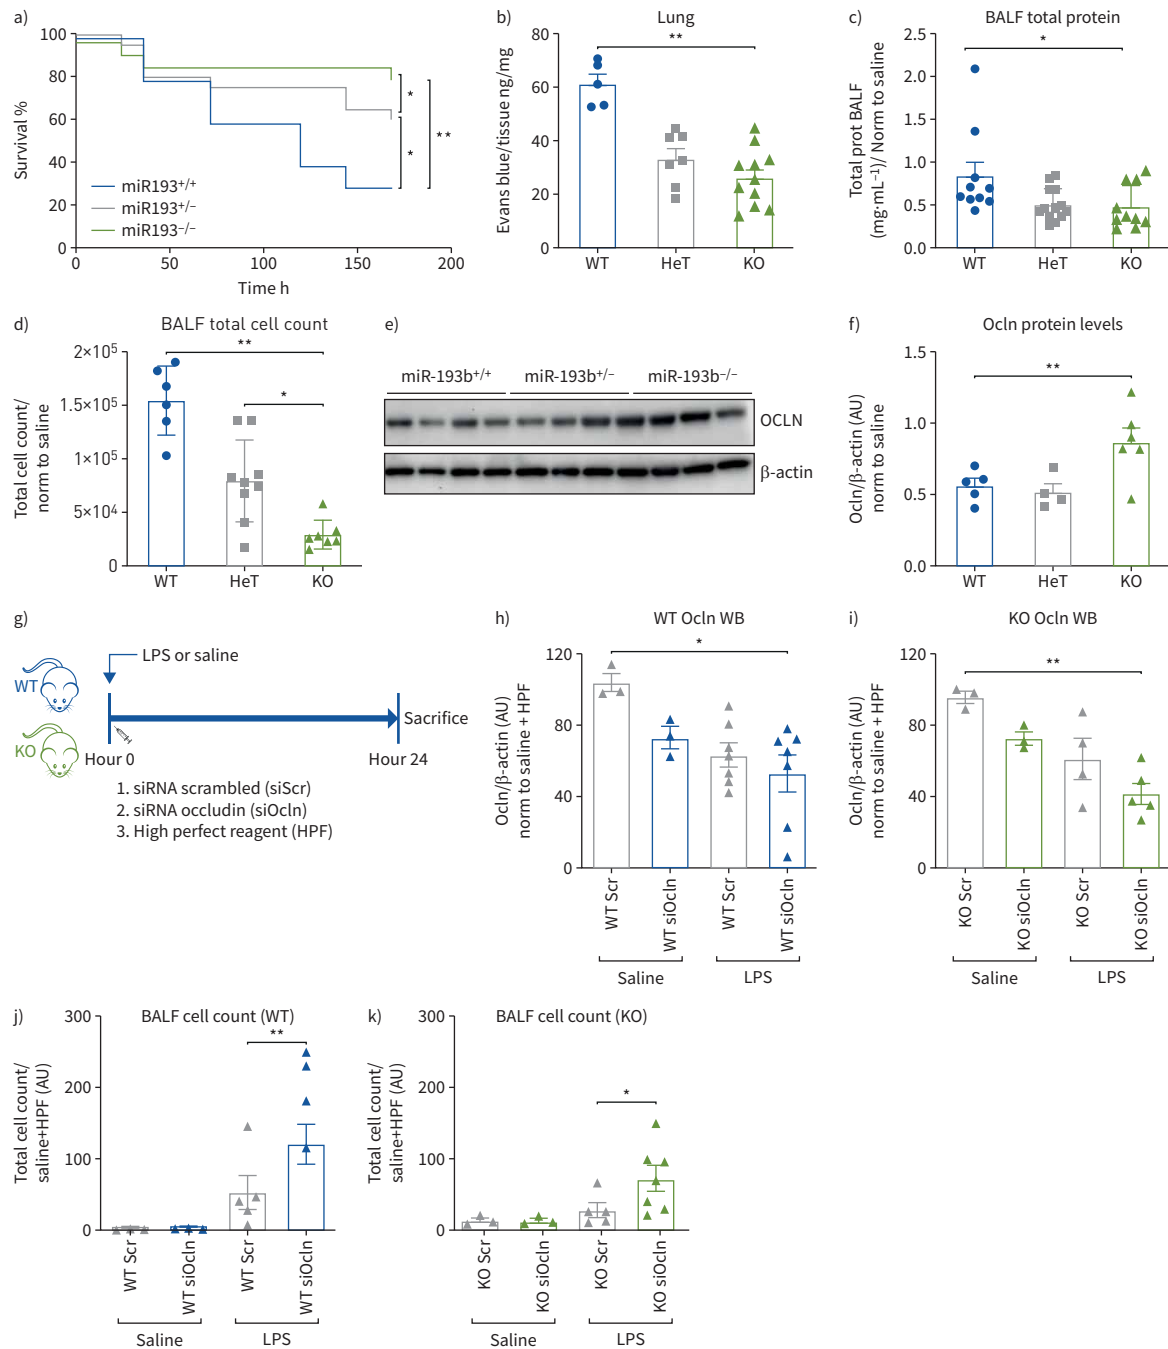 a)
100
80
60
40
20
0
Survival %
0
50
100
150
200
Time h
miR193+/+
miR193+/−
miR193−/−
*
*
**
b)
Lung
**
80
60
40
20
0
Evans blue/tissue ng/mg
WT
HeT
KO
c)
BALF total protein
*
2.5
2.0
1.5
1.0
0.5
0.0
Total prot BALF
(mg·mL−1)/ Norm to saline
WT
HeT
KO
d)
BALF total cell count
**
*
2×10⁵
1.5×10⁵
1×10⁵
5×10⁴
0
Total cell count/
norm to saline
WT
HeT
KO
e)
miR-193b+/+
miR-193b+/−
miR-193b−/−
OCLN
β-actin
f)
Ocln protein levels
**
1.5
1.0
0.5
0.0
Ocln/β-actin (AU)
norm to saline
WT
HeT
KO
g)
LPS or saline
WT
KO
Sacrifice
Hour 0
Hour 24
1. siRNA scrambled (siScr)
2. siRNA occludin (siOcln)
3. High perfect reagent (HPF)
h)
WT Ocln WB
*
120
80
40
0
Ocln/β-actin (AU)
norm to saline + HPF
WT Scr
WT siOcln
WT Scr
WT siOcln
Saline
LPS
i)
KO Ocln WB
**
120
80
40
0
Ocln/β-actin (AU)
norm to saline + HPF
KO Scr
KO siOcln
KO Scr
KO siOcln
Saline
LPS
j)
BALF cell count (WT)
**
300
200
100
0
Total cell count/
saline+HPF (AU)
WT Scr
WT siOcln
WT Scr
WT siOcln
Saline
LPS
k)
BALF cell count (KO)
*
300
200
100
0
Total cell count/
saline+HPF (AU)
KO Scr
KO siOcln
KO Scr
KO siOcln
Saline
LPS